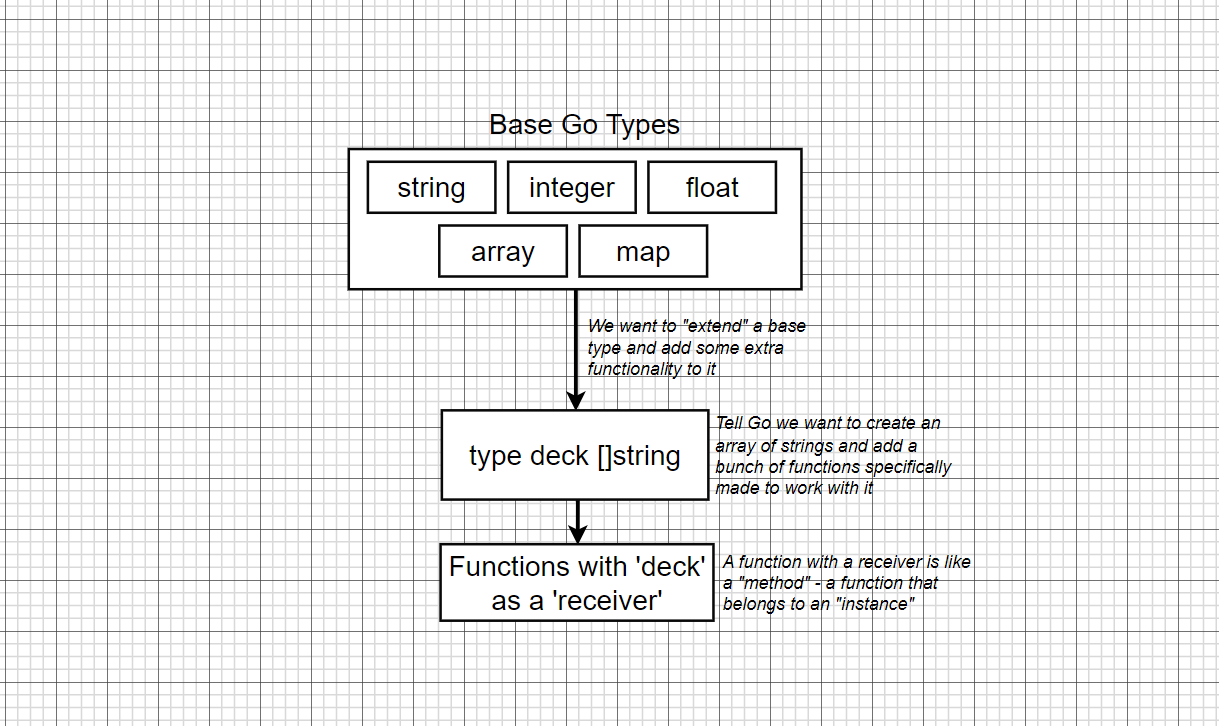 Base Go Types
string integer float
array map
We want to "extend" a base
type and add some extra
functionality to it
type deck []string
Tell Go we want to create an
array of strings and add a
bunch of functions specifically
made to work with it
Functions with 'deck'
as a 'receiver'
A function with a receiver is like
a "method" - a function that
belongs to an "instance"